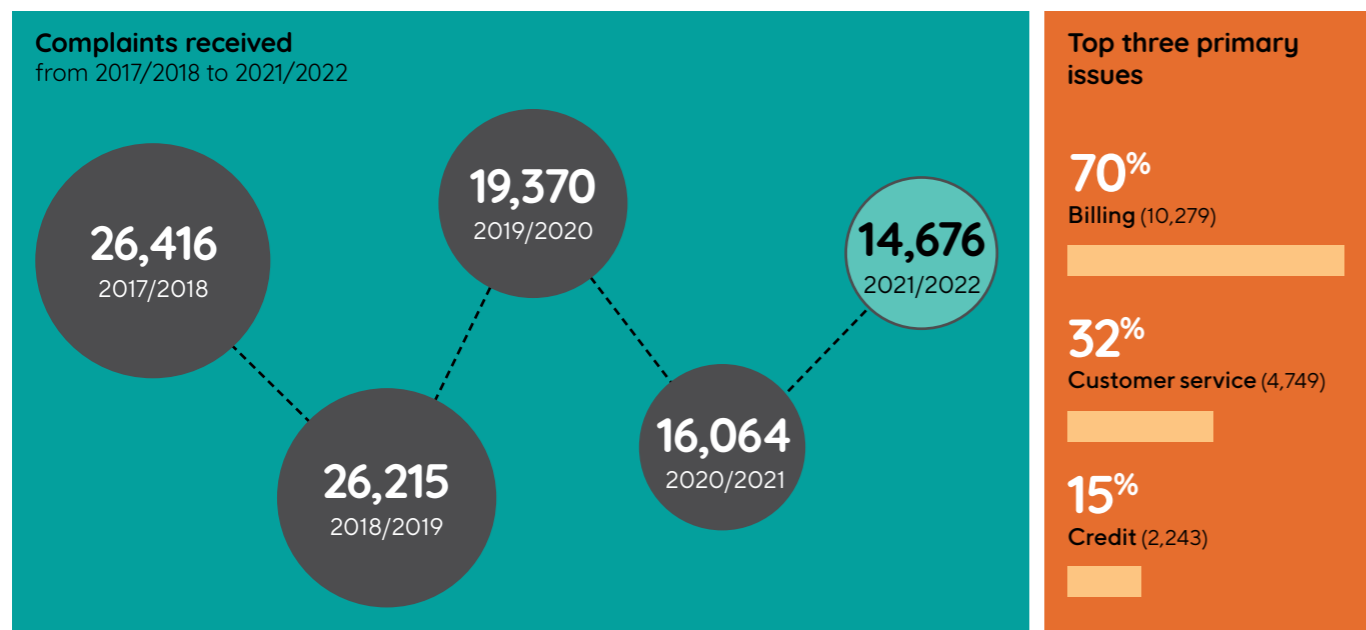 Complaints received
from 2017/2018 to 2021/2022
26,416
2017/2018
26,215
2018/2019
19,370
2019/2020
16,064
2020/2021
14,676
2021/2022
Top three primary
issues
70%
Billing (10,279)
32%
Customer service (4,749)
15%
Credit (2,243)